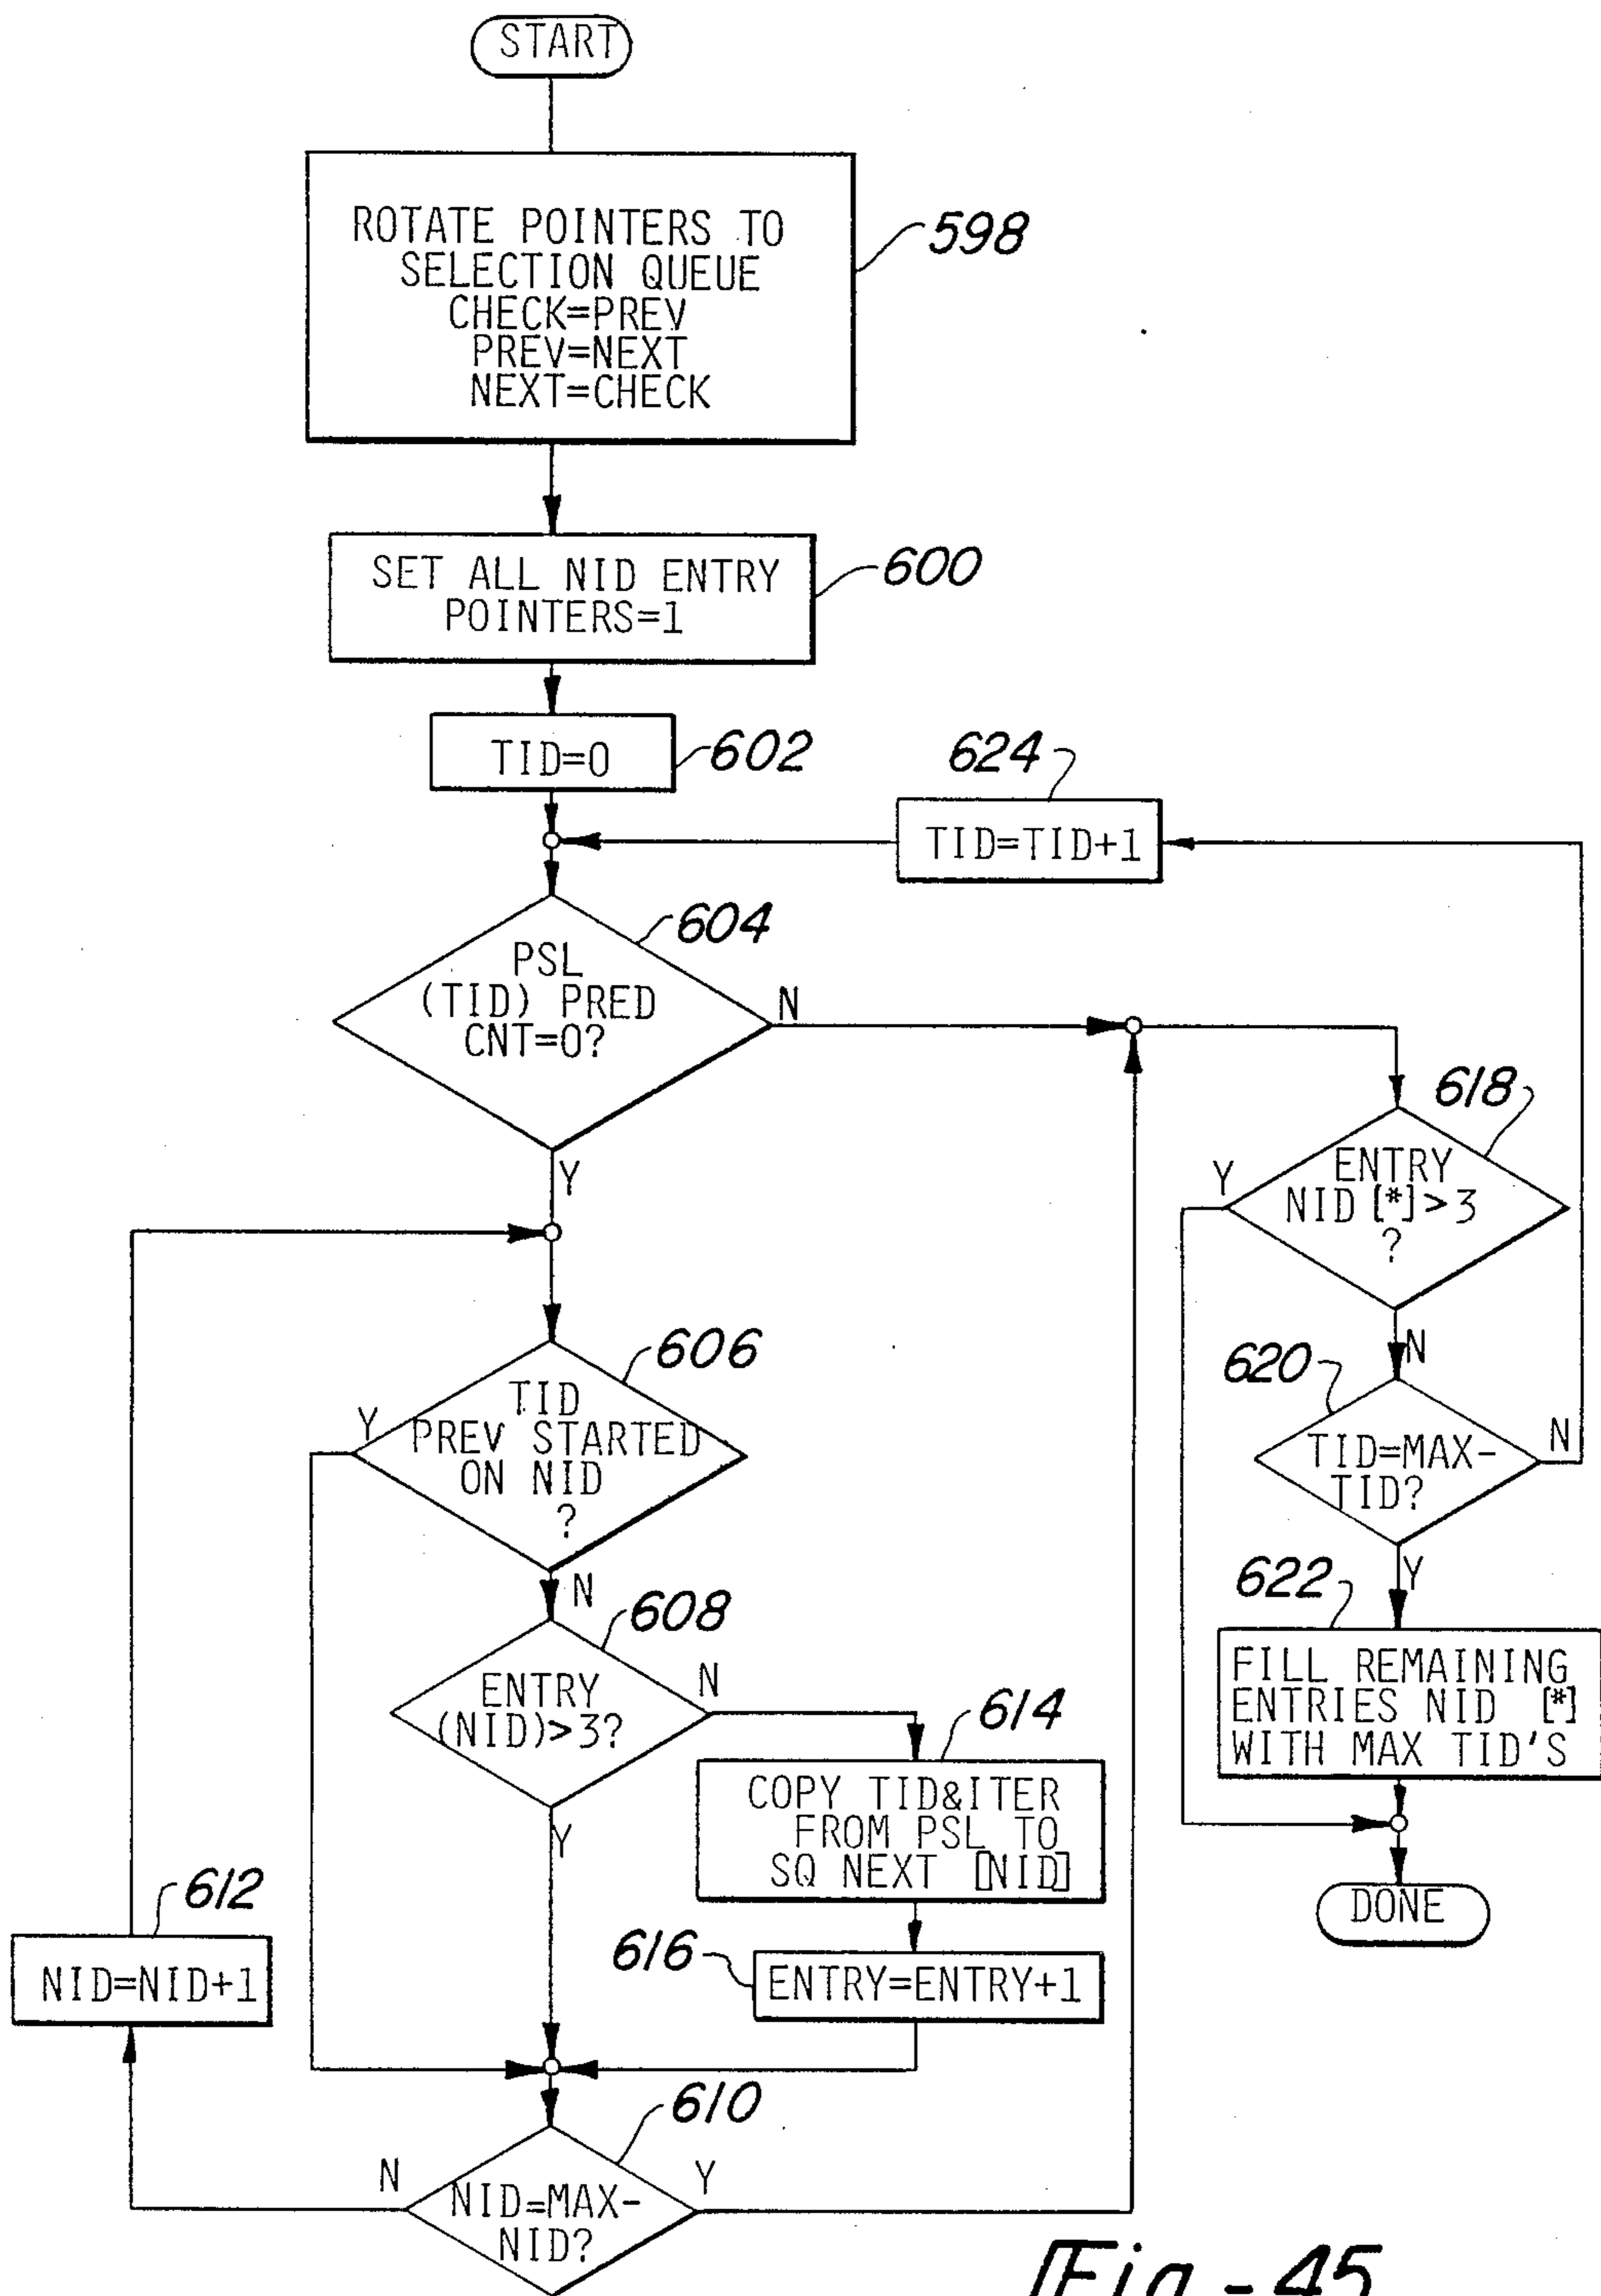 START
ROTATE POINTERS TO
SELECTION QUEUE
CHECK=PREV
PREV=NEXT
NEXT=CHECK
598
SET ALL NID ENTRY
POINTERS=1
600
TID=0
602
624
TID=TID+1
604
PSL
(TID) PRED
CNT=0?
N
Y
618
ENTRY
NID [*]>3
?
Y
N
606
TID
PREV STARTED
ON NID
?
Y
N
620
TID=MAX-
TID?
N
Y
608
ENTRY
(NID)>3?
N
Y
622
FILL REMAINING
ENTRIES NID [*]
WITH MAX TID'S
614
COPY TID&ITER
FROM PSL TO
SQ NEXT [NID]
DONE
612
NID=NID+1
616
ENTRY=ENTRY+1
610
NID=MAX-
NID?
N
Y
Fig-45